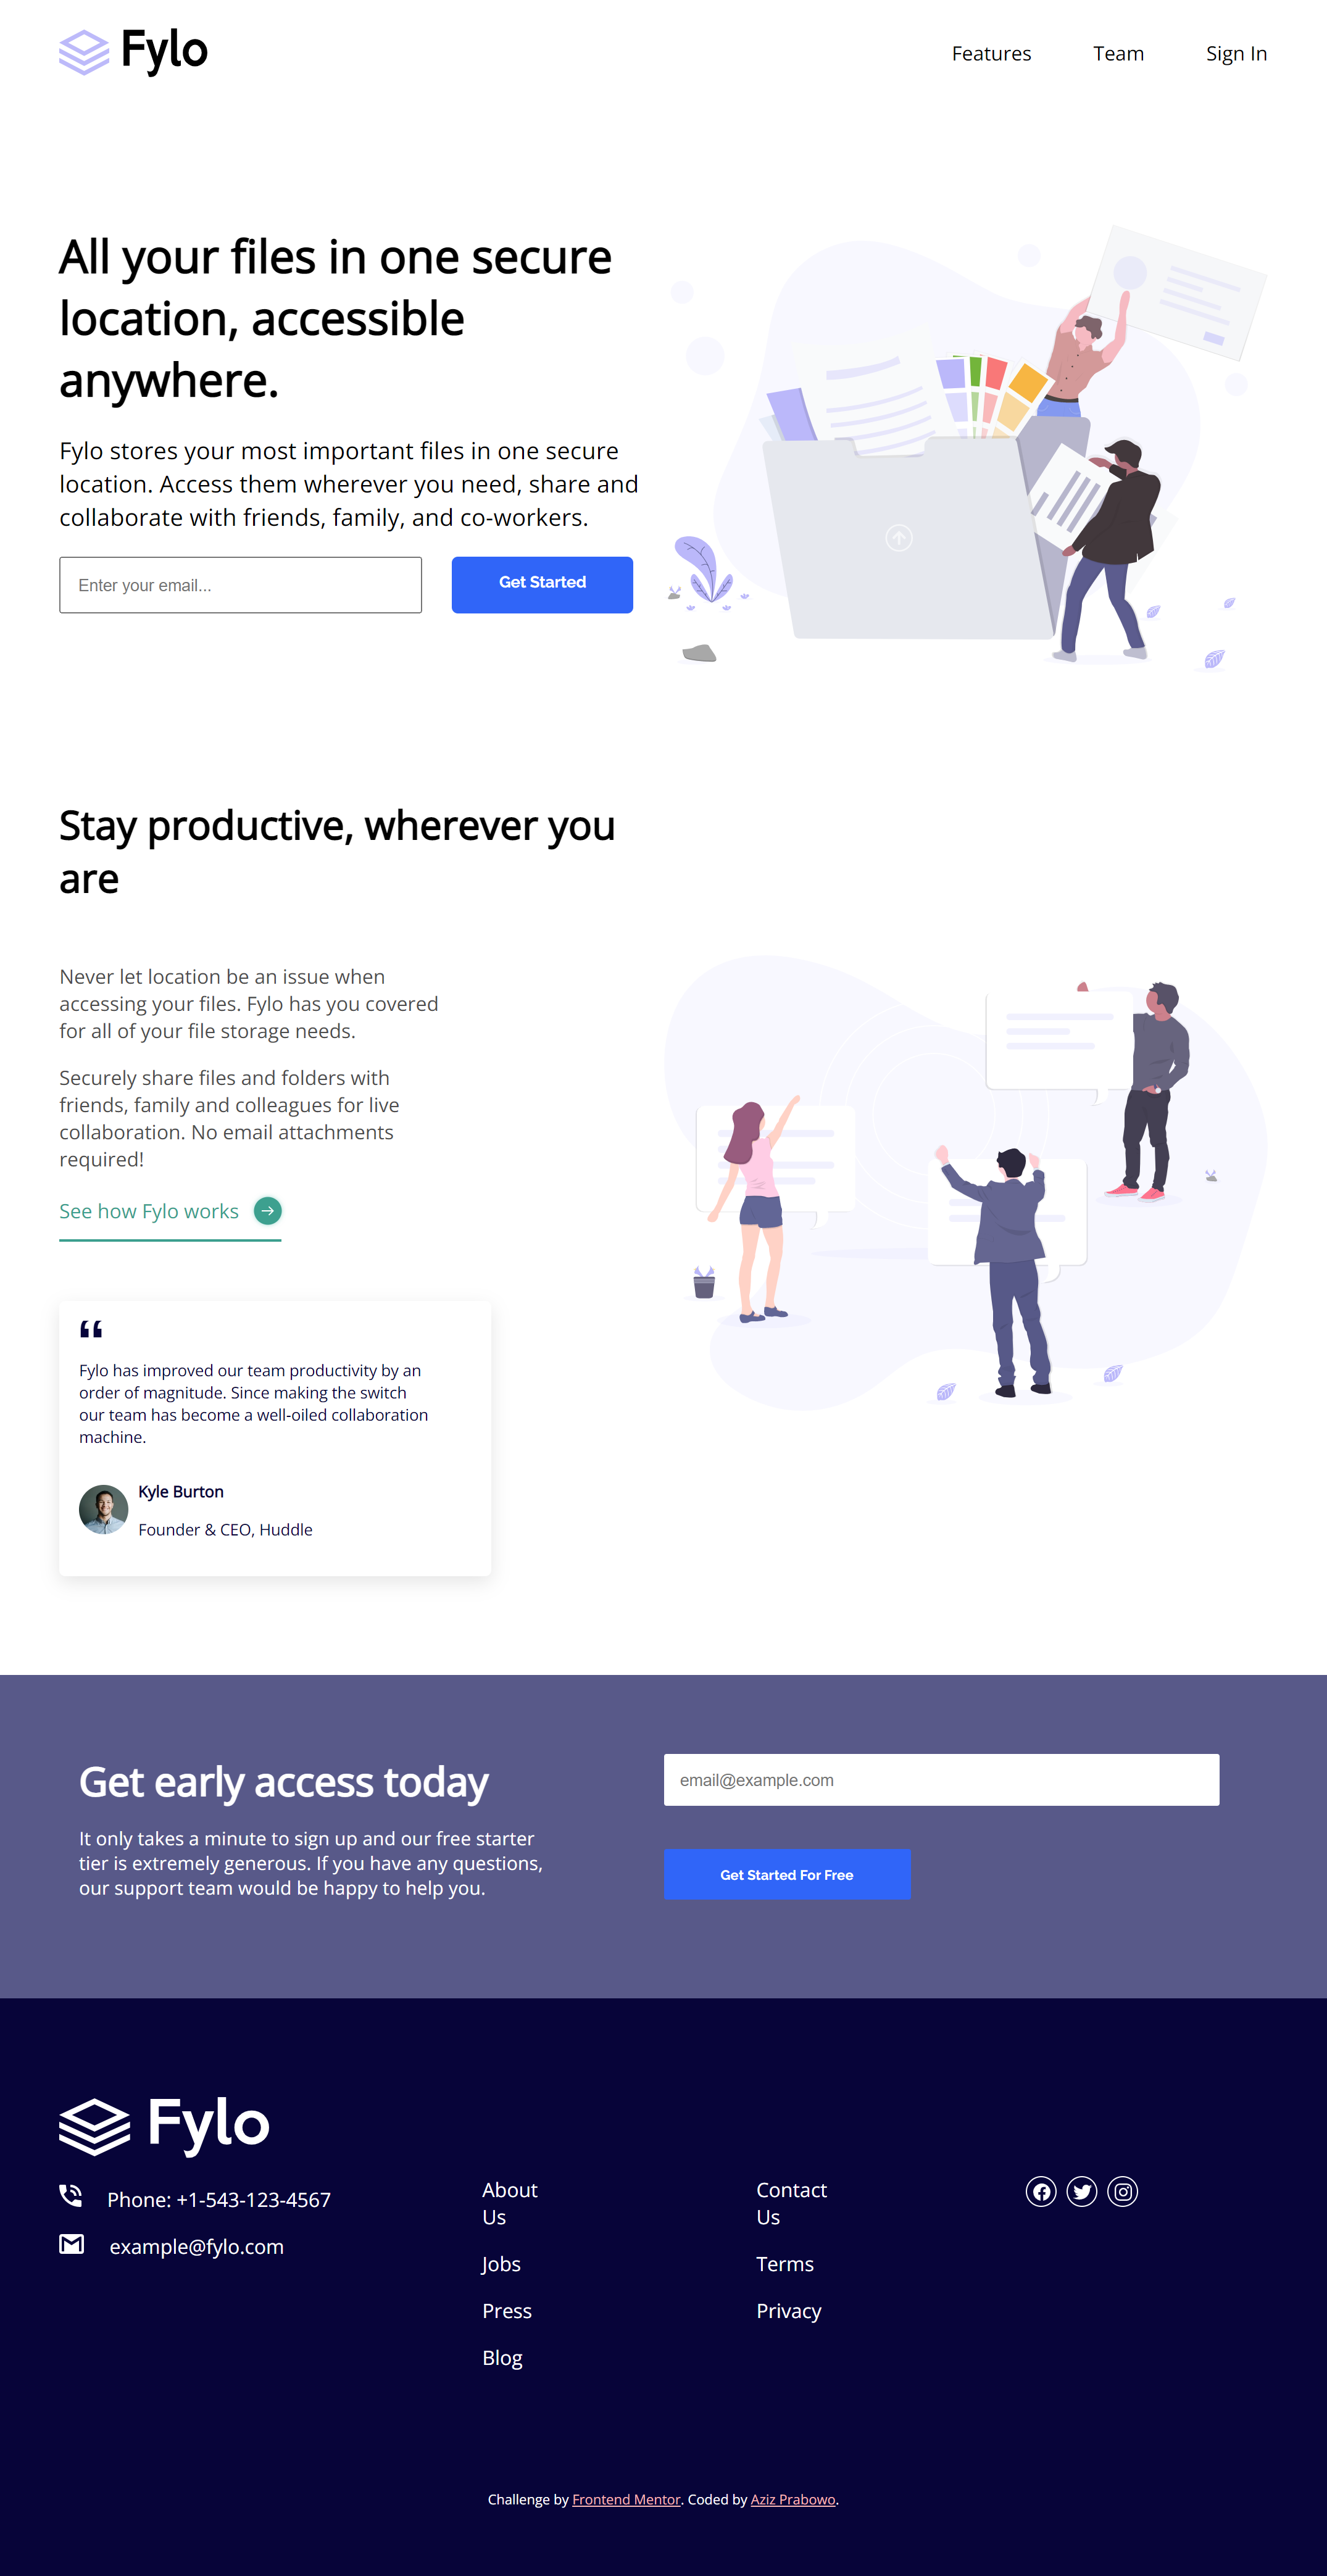 Fylo
Features
Team
Sign In
All your files in one secure
location, accessible
anywhere.
Fylo stores your most important files in one secure
location. Access them wherever you need, share and
collaborate with friends, family, and co-workers.
Enter your email...
Get Started
Stay productive, wherever you
are
Never let location be an issue when
accessing your files. Fylo has you covered
for all of your file storage needs.
Securely share files and folders with
friends, family and colleagues for live
collaboration. No email attachments
required!
See how Fylo works
“
Fylo has improved our team productivity by an
order of magnitude. Since making the switch
our team has become a well-oiled collaboration
machine.
Kyle Burton
Founder & CEO, Huddle
Get early access today
It only takes a minute to sign up and our free starter
tier is extremely generous. If you have any questions,
our support team would be happy to help you.
email@example.com
Get Started For Free
Fylo
Phone: +1-543-123-4567
example@fylo.com
About
Us
Jobs
Press
Blog
Contact
Us
Terms
Privacy
Challenge by Frontend Mentor. Coded by Aziz Prabowo.